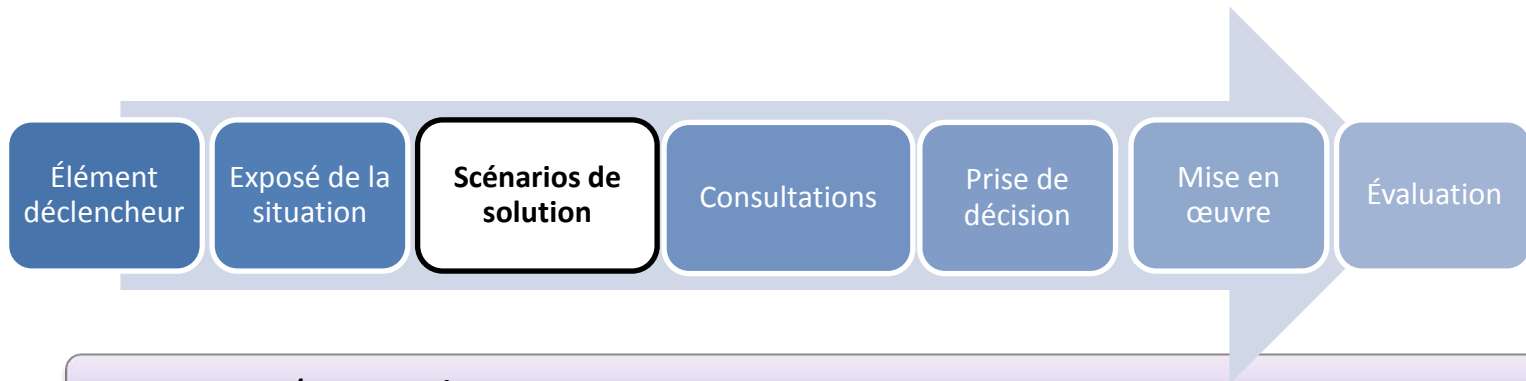 Élément
déclencheur
Exposé de la
situation
Scénarios de
solution
Consultations
Prise de
décision
Mise en
œuvre
Évaluation